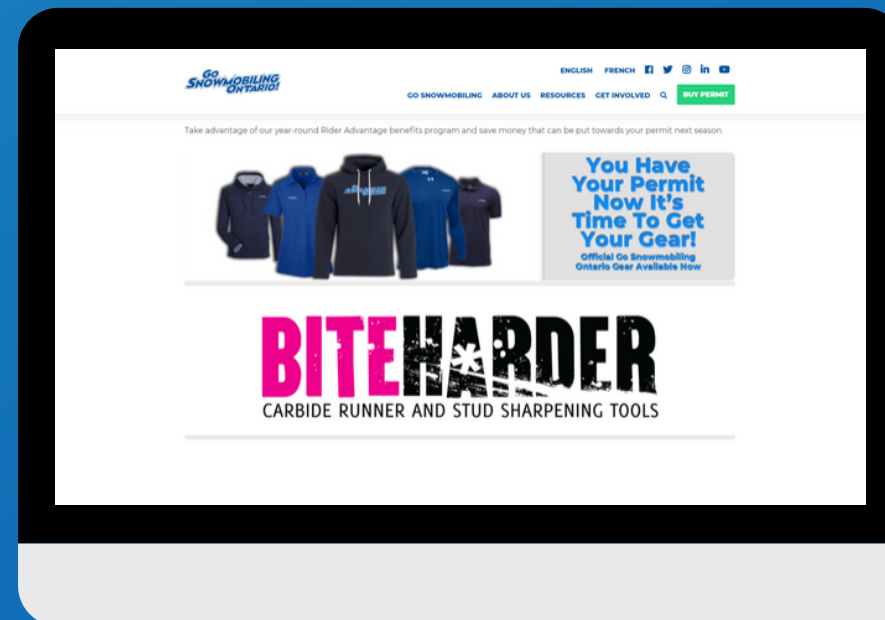 GO
SNOWMOBILING
ONTARIO!
ENGLISH FRENCH
GO SNOWMOBILING ABOUT US RESOURCES GET INVOLVED BUY PERMIT
Take advantage of our year-round Rider Advantage benefits program and save money that can be put towards your permit next season.
You Have
Your Permit
Now It's
Time To Get
Your Gear!
Official Go Snowmobiling
Ontario Gear Available Now
BITEHARDER
CARBIDE RUNNER AND STUD SHARPENING TOOLS